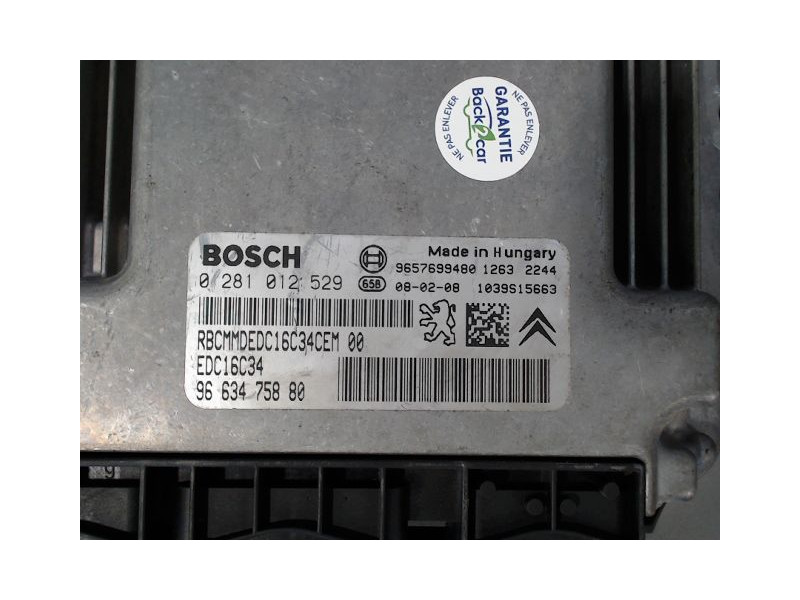 NE PAS ENLEVER
GARANTIE
Back2car
NE PAS ENLEVER
BOSCH
Made in Hungary
0 281 012 529
9657699480 1263 2244
65B
08-02-08
1039S15663
RBCMMDEDC16C34CEM 00
EDC16C34
96 634 758 80
9